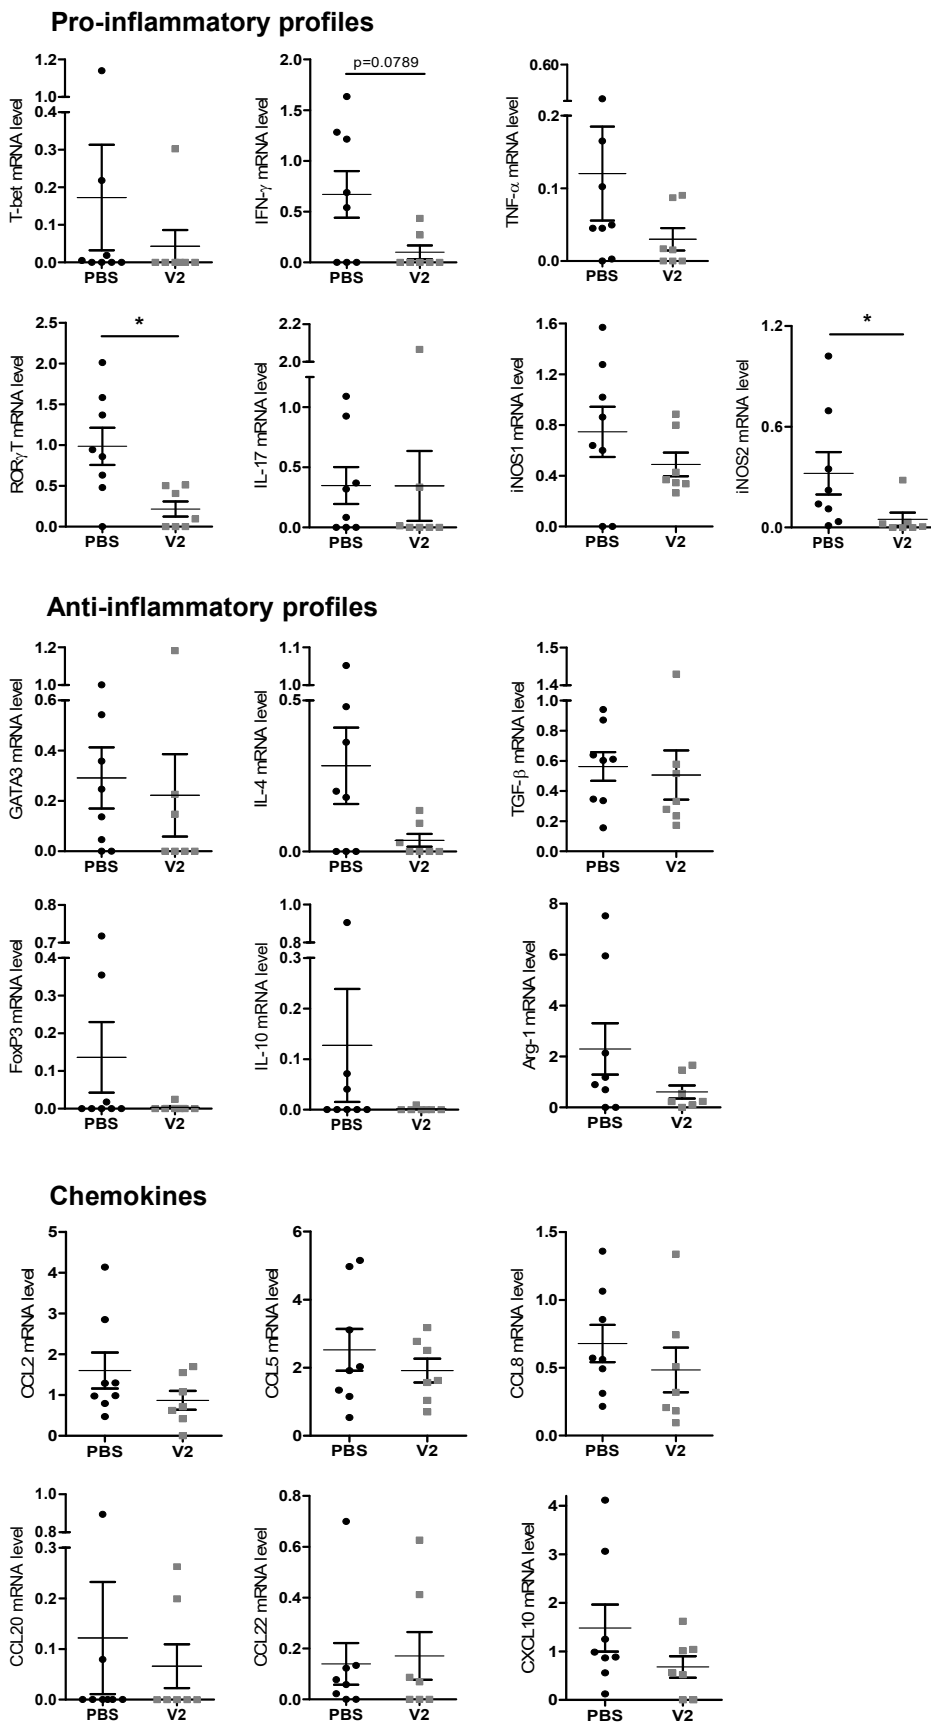 Pro-inflammatory profiles
T-bet mRNA level
1.2
1.0
0.4
0.3
0.2
0.1
0.0
PBS V2
IFN-γ mRNA level
p=0.0789
2.0
1.5
1.0
0.5
0.0
PBS V2
TNF-α mRNA level
0.60
0.2
0.1
0.0
PBS V2
RORγT mRNA level
*
2.5
2.0
1.5
1.0
0.5
0.0
PBS V2
IL-17 mRNA level
2.2
2.0
1.0
0.5
0.0
PBS V2
iNOS1 mRNA level
1.6
1.2
0.8
0.4
0.0
PBS V2
iNOS2 mRNA level
*
1.2
0.6
0.0
PBS V2
Anti-inflammatory profiles
GATA3 mRNA level
1.2
1.0
0.6
0.4
0.2
0.0
PBS V2
IL-4 mRNA level
1.1
1.0
0.5
0.0
PBS V2
TGF-β mRNA level
1.5
1.4
1.0
0.8
0.6
0.4
0.2
0.0
PBS V2
FoxP3 mRNA level
0.8
0.7
0.4
0.3
0.2
0.1
0.0
PBS V2
IL-10 mRNA level
1.0
0.8
0.3
0.2
0.1
0.0
PBS V2
Arg-1 mRNA level
8
6
4
2
0
PBS V2
Chemokines
CCL2 mRNA level
5
4
3
2
1
0
PBS V2
CCL5 mRNA level
6
4
2
0
PBS V2
CCL8 mRNA level
1.5
1.0
0.5
0.0
PBS V2
CCL20 mRNA level
1.0
0.8
0.3
0.2
0.1
0.0
PBS V2
CCL22 mRNA level
0.8
0.6
0.4
0.2
0.0
PBS V2
CXCL10 mRNA level
4
3
2
1
0
PBS V2